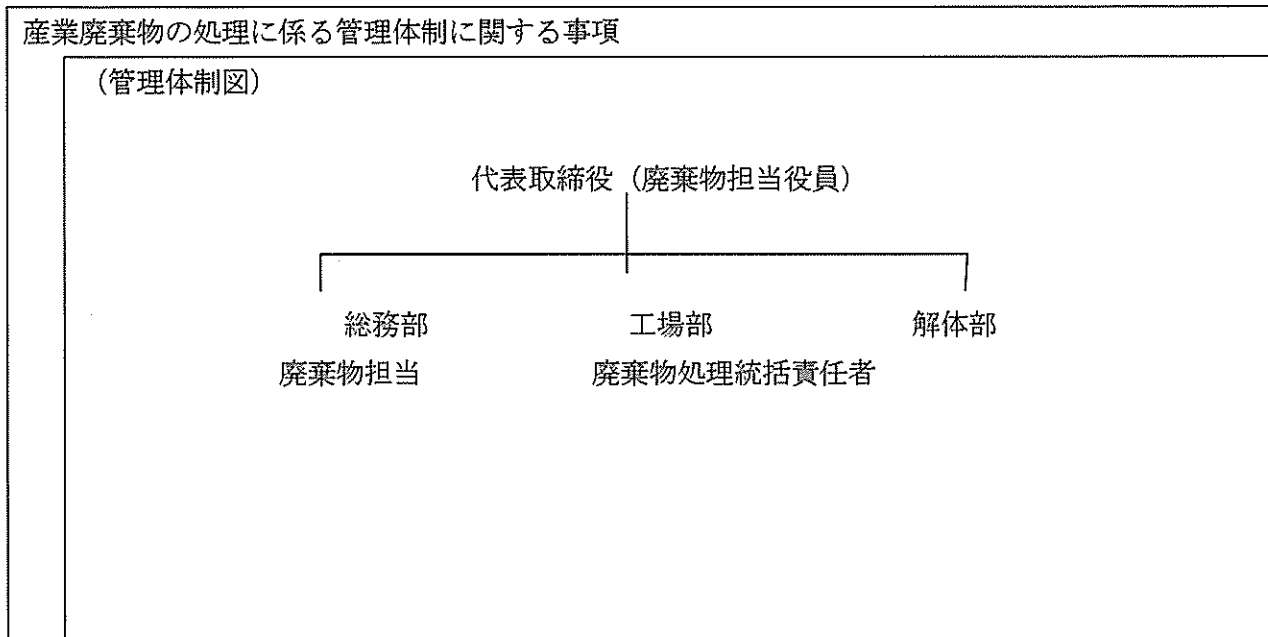 産業廃棄物の処理に係る管理体制に関する事項
（管理体制図）
代表取締役（廃棄物担当役員）
総務部 工場部 解体部
廃棄物担当 廃棄物処理統括責任者